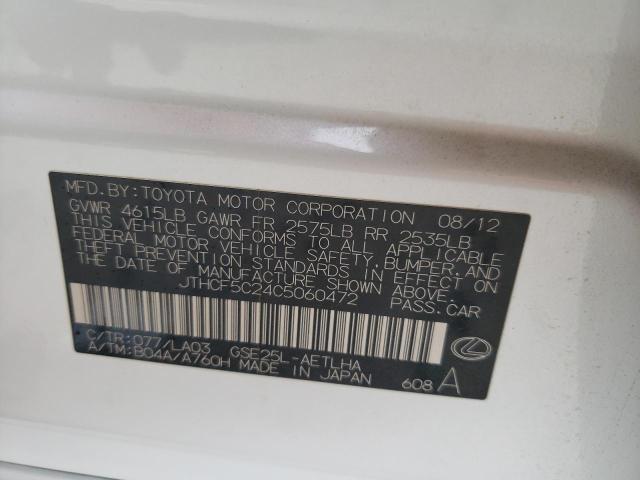 MFD. BY: TOYOTA MOTOR CORPORATION 08/12
GVWR 4615LB GAWR FR 2575LB RR 2535LB
THIS VEHICLE CONFORMS TO ALL APPLICABLE
FEDERAL MOTOR VEHICLE SAFETY, BUMPER, AND
THEFT PREVENTION STANDARDS IN EFFECT ON
THE DATE OF MANUFACTURE SHOWN ABOVE.
JTHCF5C24C5060472 PASS. CAR
C/TR: 077/LA03 GSE25L-AETLHA
A/TM: B04A/A760H MADE IN JAPAN 608 A